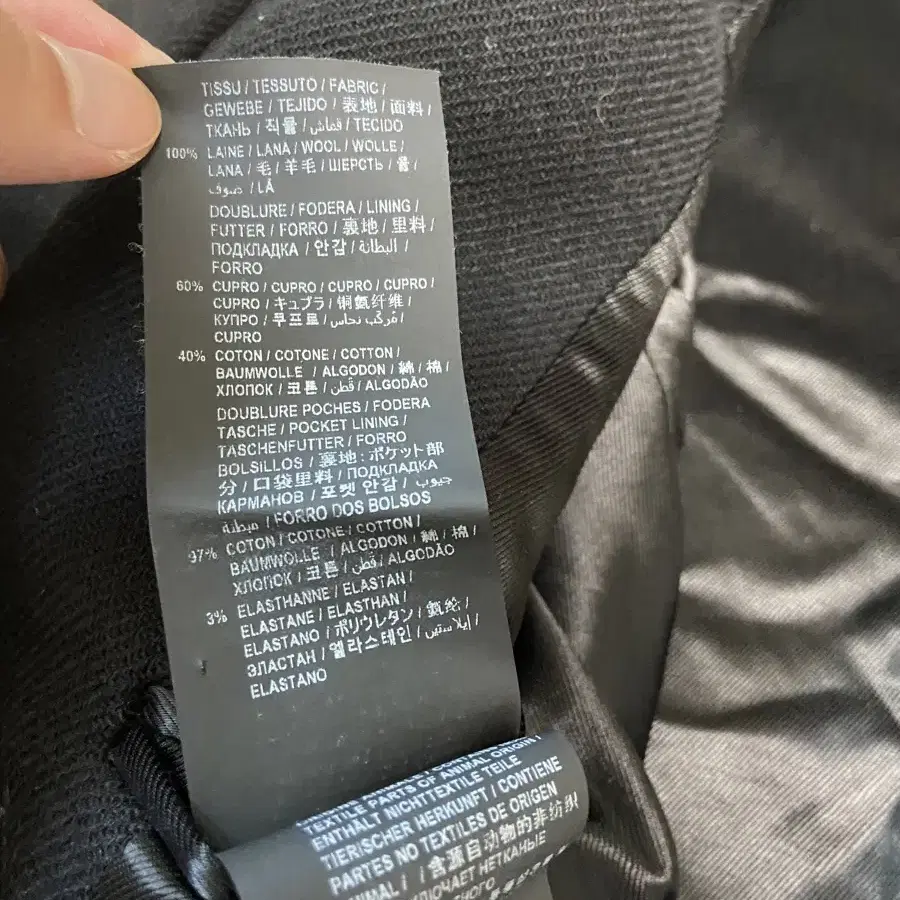 TISSU / TESSUTO / FABRIC /
GEWEBE / TEJIDO / 表地 / 面料 /
ТКАНЬ / 직물 / قماش / TECIDO
100% LAINE / LANA / WOOL / WOLLE /
LANA / 毛 / 羊毛 / ШЕРСТЬ / 울 /
صوف / LÃ
DOUBLURE / FODERA / LINING /
FUTTER / FORRO / 裏地 / 里料 /
ПОДКЛАДКА / 안감 / البطانة /
FORRO
60% CUPRO / CUPRO / CUPRO / CUPRO /
CUPRO / キュプラ / 铜氨纤维 /
КУПРО / 쿠프로 / مُركّب نحاس /
CUPRO
40% COTON / COTONE / COTTON /
BAUMWOLLE / ALGODON / 綿 / 棉 /
ХЛОПОК / 코튼 / قطن / ALGODÃO
DOUBLURE POCHES / FODERA
TASCHE / POCKET LINING /
TASCHENFUTTER / FORRO
BOLSILLOS / 裏地:ポケット部
分 / 口袋里料 / ПОДКЛАДКА
КАРМАНОВ / 포켓 안감 / جيوب
مبطنة / FORRO DOS BOLSOS
97% COTON / COTONE / COTTON /
BAUMWOLLE / ALGODON / 綿 / 棉 /
ХЛОПОК / 코튼 / قطن / ALGODÃO
3% ELASTHANNE / ELASTAN /
ELASTANE / ELASTHAN /
ELASTANO / ポリウレタン / 氨纶 /
ЭЛАСТАН / 엘라스테인 / إيلاستين /
ELASTANO
TEXTILE PARTS OF ANIMAL ORIGIN /
ENTHÄLT NICHTTEXTILE TEILE
TIERISCHER HERKUNFT / CONTIENE
PARTES NO TEXTILES DE ORIGEN
ANIMAL / 含源自动物的非纺织
НЕТКАНЫЕ